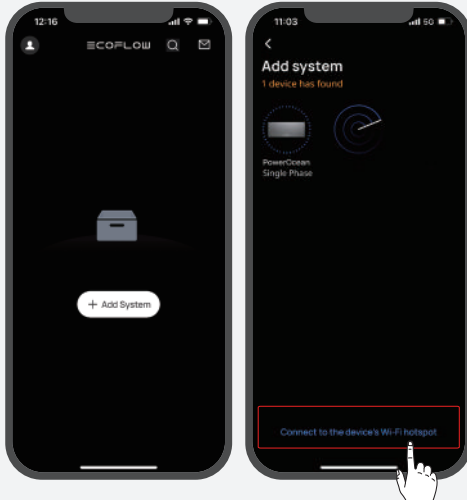 12:16
ECOFLOW
+ Add System
11:03
5G
Add system
1 device has found
PowerOcean
Single Phase
Connect to the device's Wi-Fi hotspot